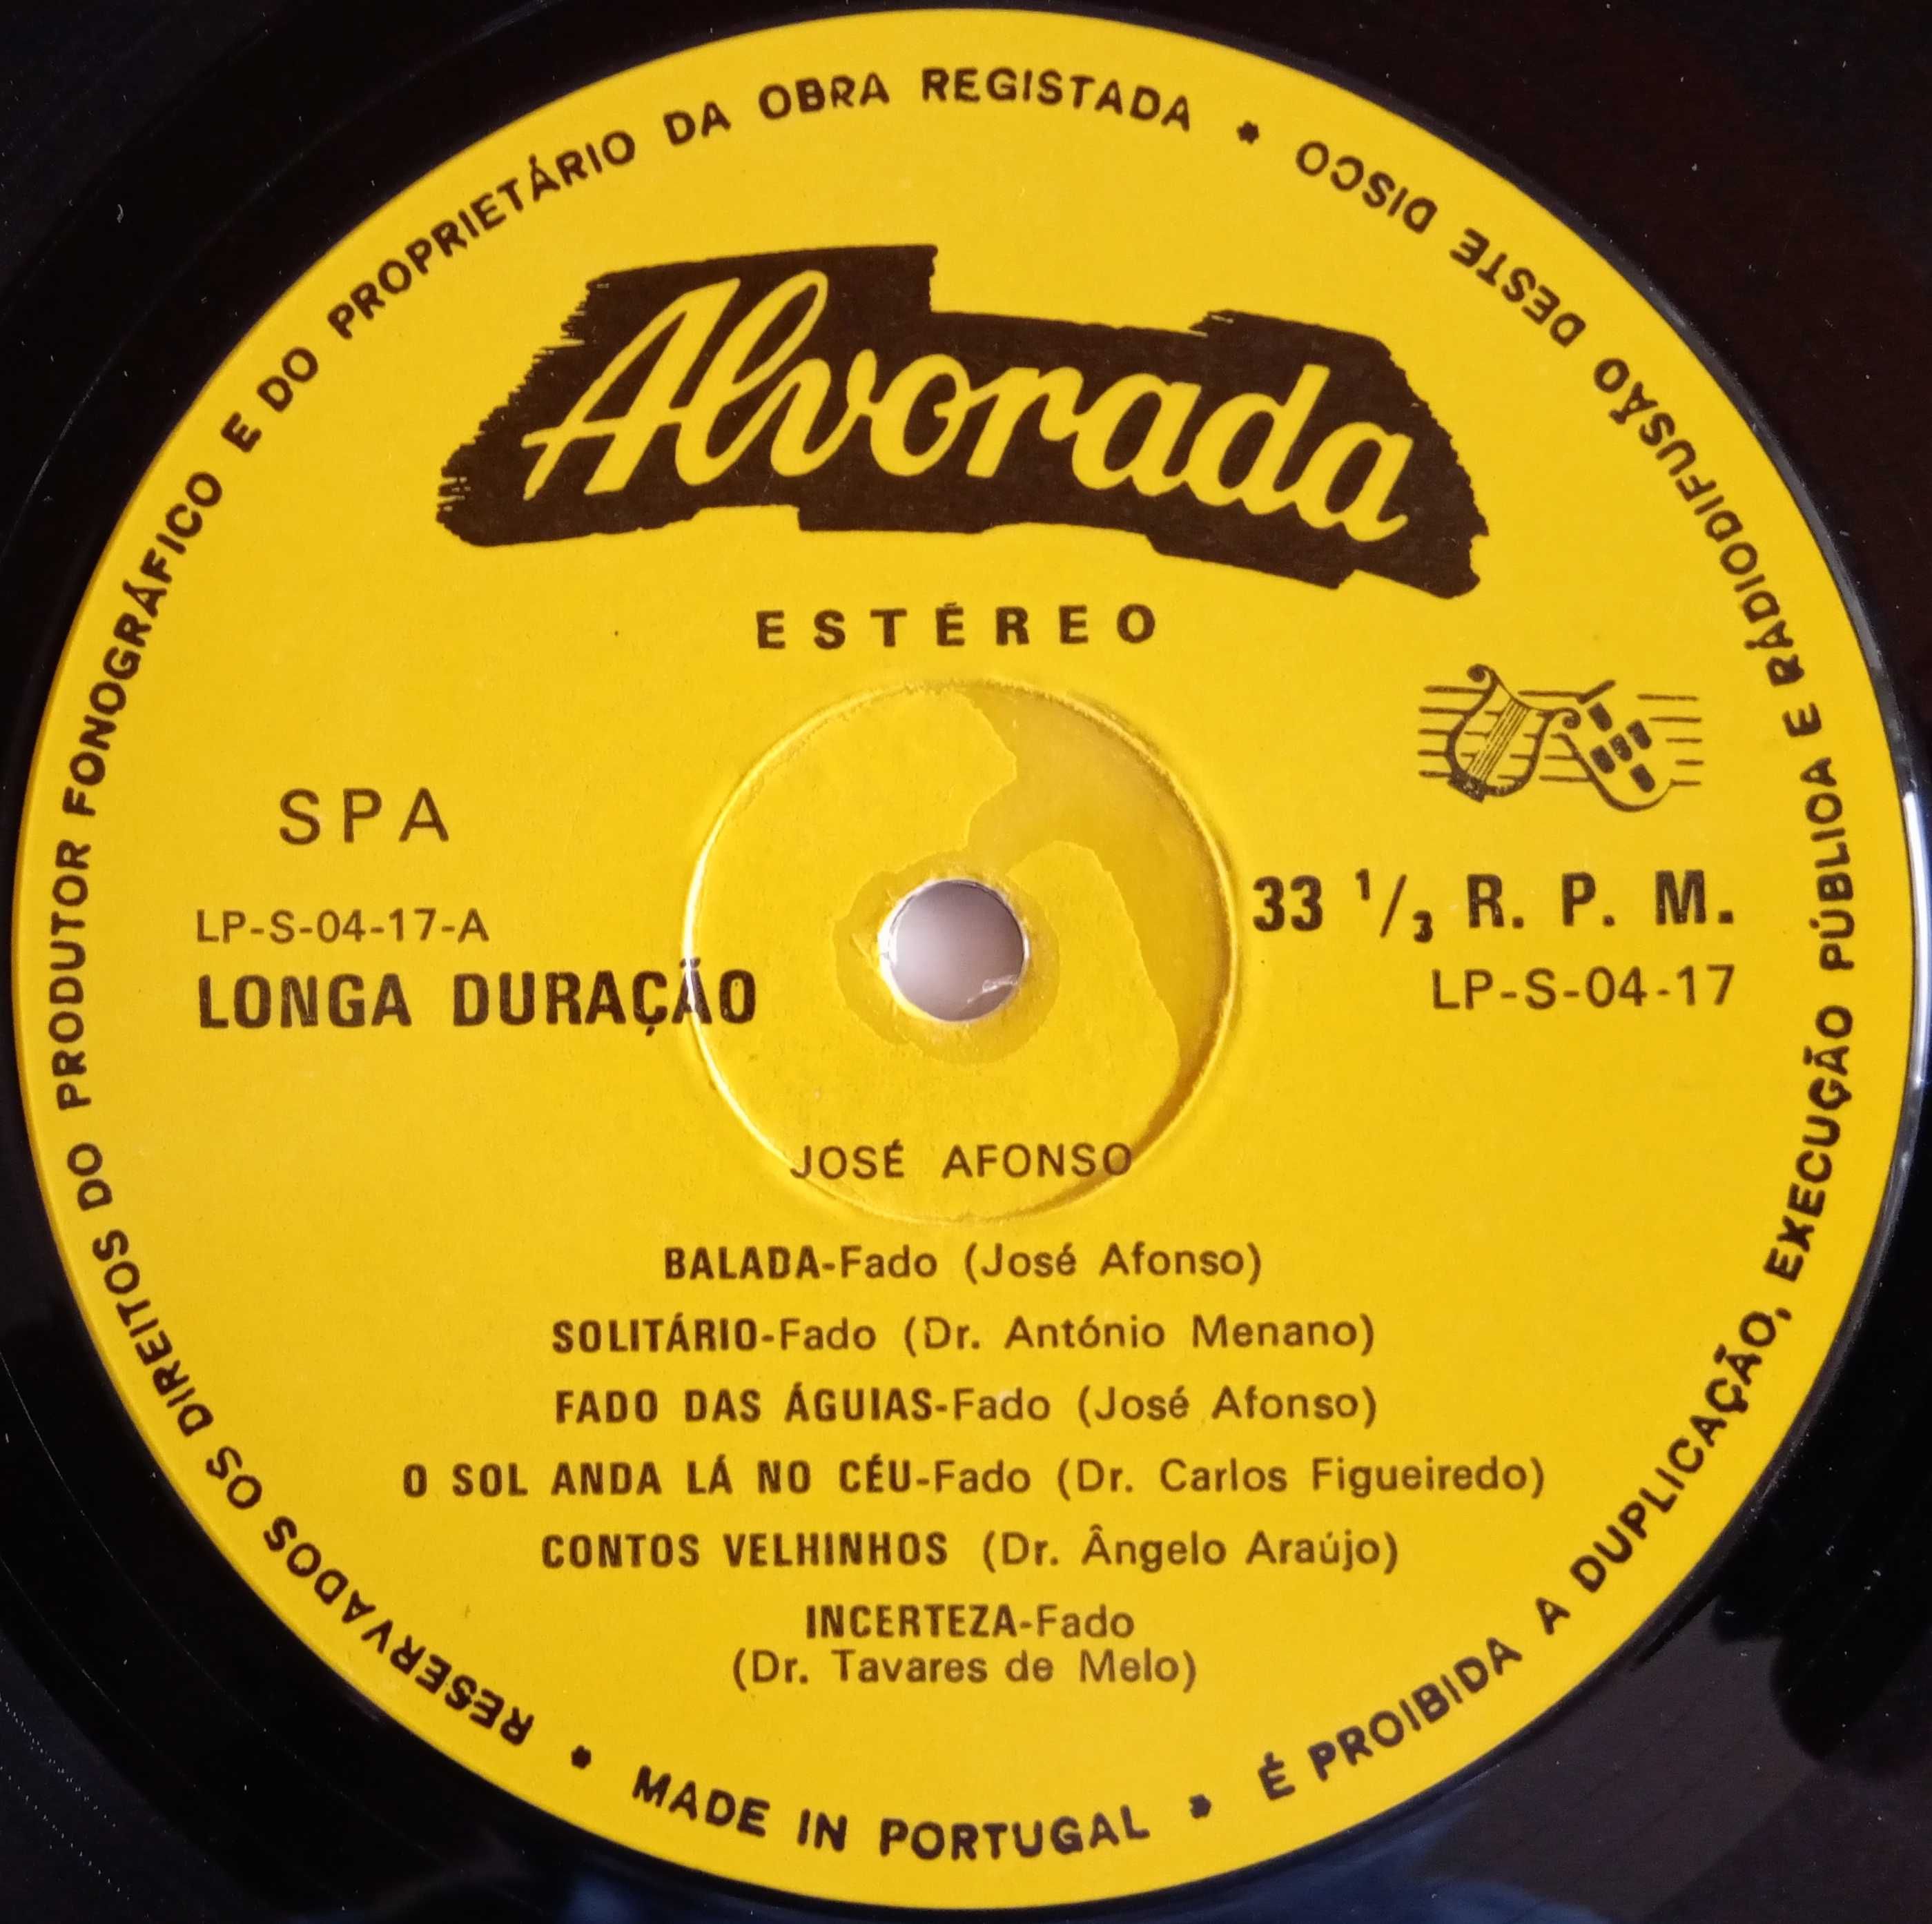 RESERVADOS OS DIREITOS DO PRODUTOR FONOGRÁFICO E DO PROPRIETÁRIO DA OBRA REGISTADA •
Alvorada
ESTÉREO
SPA
LP-S-04-17-A
LONGA DURAÇÃO
33 1/3 R. P. M.
LP-S-04-17
JOSÉ AFONSO
BALADA-Fado (José Afonso)
SOLITÁRIO-Fado (Dr. António Menano)
FADO DAS ÁGUIAS-Fado (José Afonso)
O SOL ANDA LÁ NO CÉU-Fado (Dr. Carlos Figueiredo)
CONTOS VELHINHOS (Dr. Ângelo Araújo)
INCERTEZA-Fado
(Dr. Tavares de Melo)
É PROIBIDA A DUPLICAÇÃO, EXECUÇÃO PÚBLIOA E RÁDIODIFUSÃO DESTE DISCO •
MADE IN PORTUGAL •